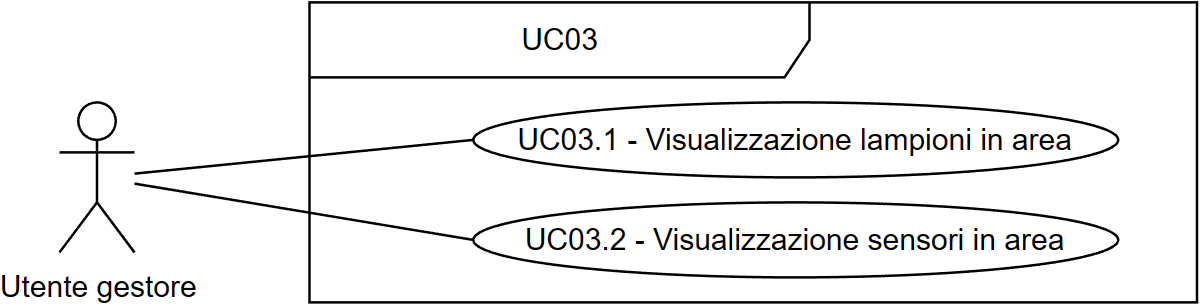 UC03
UC03.1 - Visualizzazione lampioni in area
UC03.2 - Visualizzazione sensori in area
Utente gestore